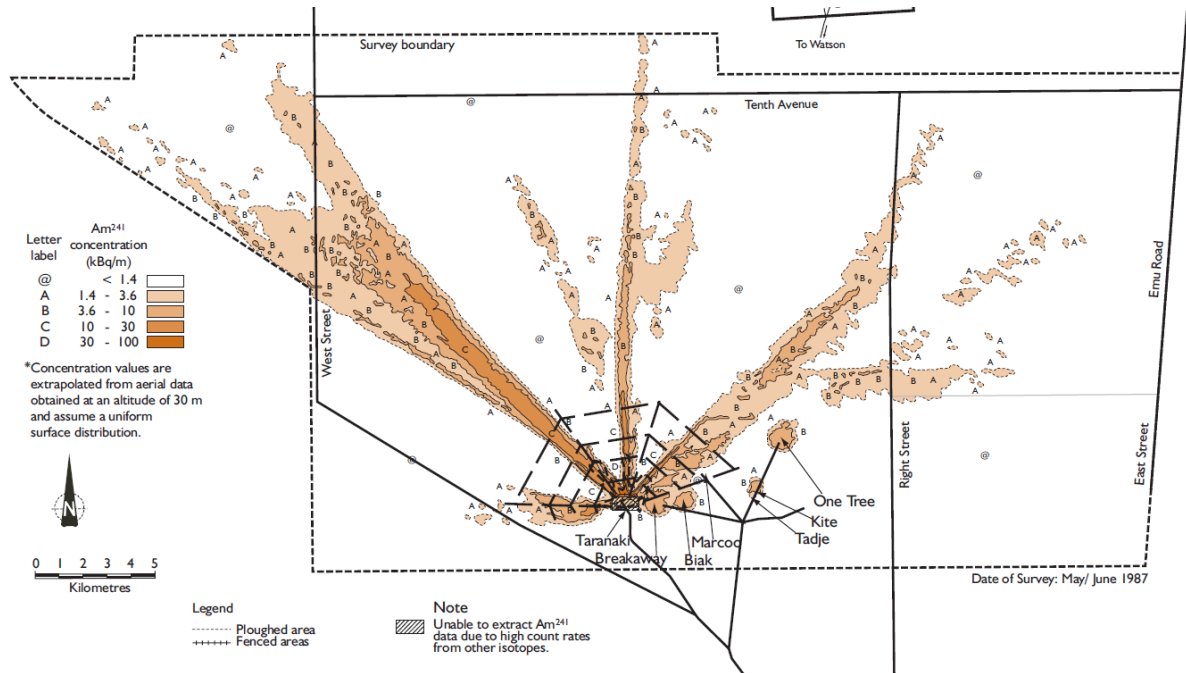 To Watson
Survey boundary
Tenth Avenue
Am241
Letter concentration
label (kBq/m)
@ < 1.4
A 1.4 - 3.6
B 3.6 - 10
C 10 - 30
D 30 - 100
*Concentration values are
extrapolated from aerial data
obtained at an altitude of 30 m
and assume a uniform
surface distribution.
N
0 1 2 3 4 5
Kilometres
West Street
Right Street
Emu Road
East Street
One Tree
Kite
Tadje
Marcoo
Biak
Taranaki
Breakaway
Date of Survey: May/ June 1987
Legend
Ploughed area
Fenced areas
Note
Unable to extract Am241
data due to high count rates
from other isotopes.